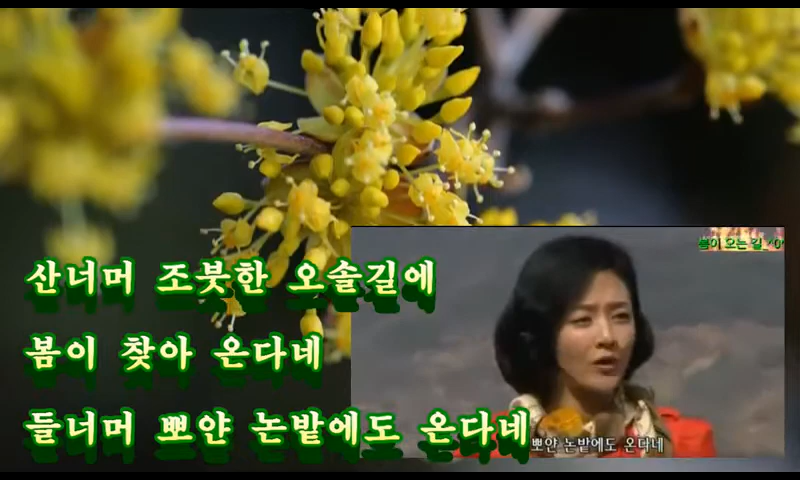 봄이 오는 길_^0^
산너머 조붓한 오솔길에
봄이 찾아 온다네
들너머 뽀얀 논밭에도 온다네
뽀얀 논밭에도 온다네